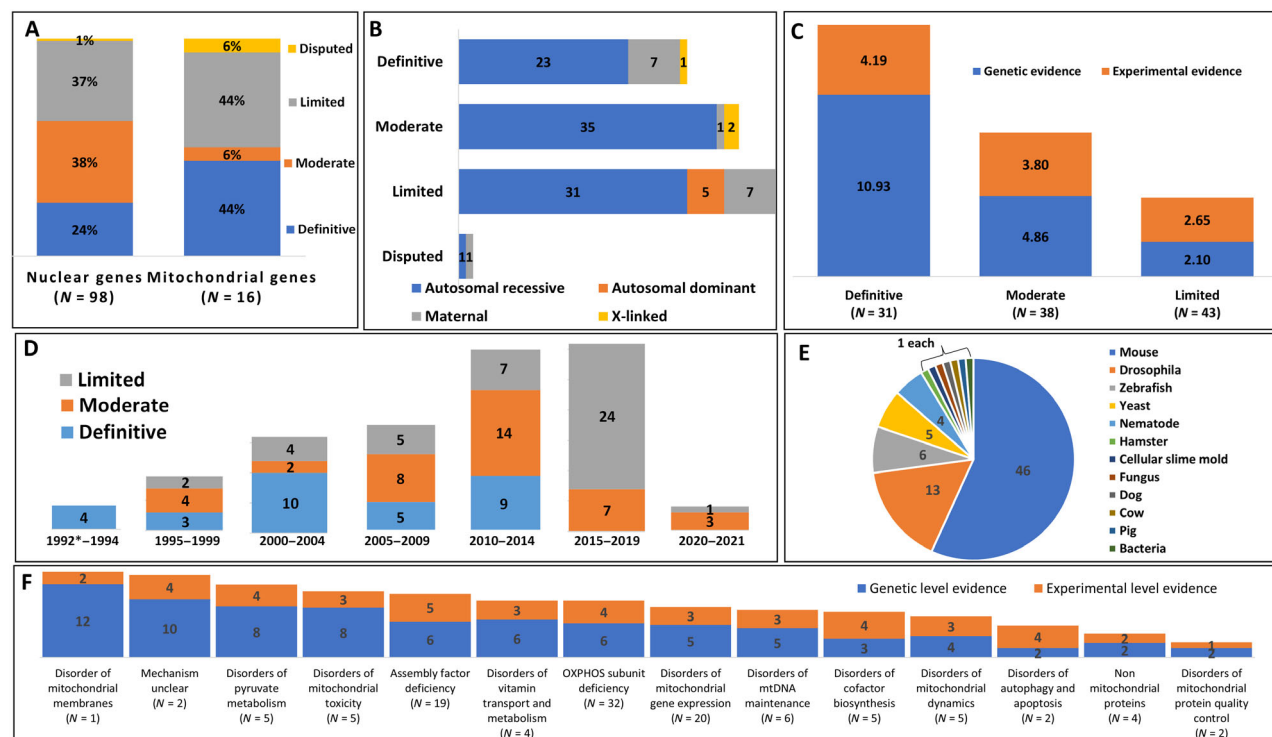 A
1%
37%
38%
24%
6%
44%
6%
44%
Disputed
Limited
Moderate
Definitive
Nuclear genes Mitochondrial genes
(N = 98) (N = 16)
B
Definitive 23 7 1
Moderate 35 1 2
Limited 31 5 7
Disputed 1 1
Autosomal recessive Autosomal dominant
Maternal X-linked
C
Genetic evidence Experimental evidence
4.19
10.93
3.80
4.86
2.65
2.10
Definitive Moderate Limited
(N = 31) (N = 38) (N = 43)
D
Limited
Moderate
Definitive
4
2
4
3
4
2
10
5
8
5
7
14
9
24
7
1
3
1992*–1994 1995–1999 2000–2004 2005–2009 2010–2014 2015–2019 2020–2021
E
1 each
46
13
6
5
4
Mouse
Drosophila
Zebrafish
Yeast
Nematode
Hamster
Cellular slime mold
Fungus
Dog
Cow
Pig
Bacteria
F
Genetic level evidence Experimental level evidence
2 4 4 3 5 3 4 3 3 4 3 4 2 1
12 10 8 8 6 6 6 5 5 3 4 2 2 2
Disorder of
mitochondrial
membranes
(N = 1)
Mechanism
unclear
(N = 2)
Disorders of
pyruvate
metabolism
(N = 5)
Disorders of
mitochondrial
toxicity
(N = 5)
Assembly factor
deficiency
(N = 19)
Disorders of
vitamin
transport and
metabolism
(N = 4)
OXPHOS subunit
deficiency
(N = 32)
Disorders of
mitochondrial
gene expression
(N = 20)
Disorders of
mtDNA
maintenance
(N = 6)
Disorders of
cofactor
biosynthesis
(N = 5)
Disorders of
mitochondrial
dynamics
(N = 5)
Disorders of
autophagy and
apoptosis
(N = 2)
Non
mitochondrial
proteins
(N = 4)
Disorders of
mitochondrial
protein quality
control
(N = 2)